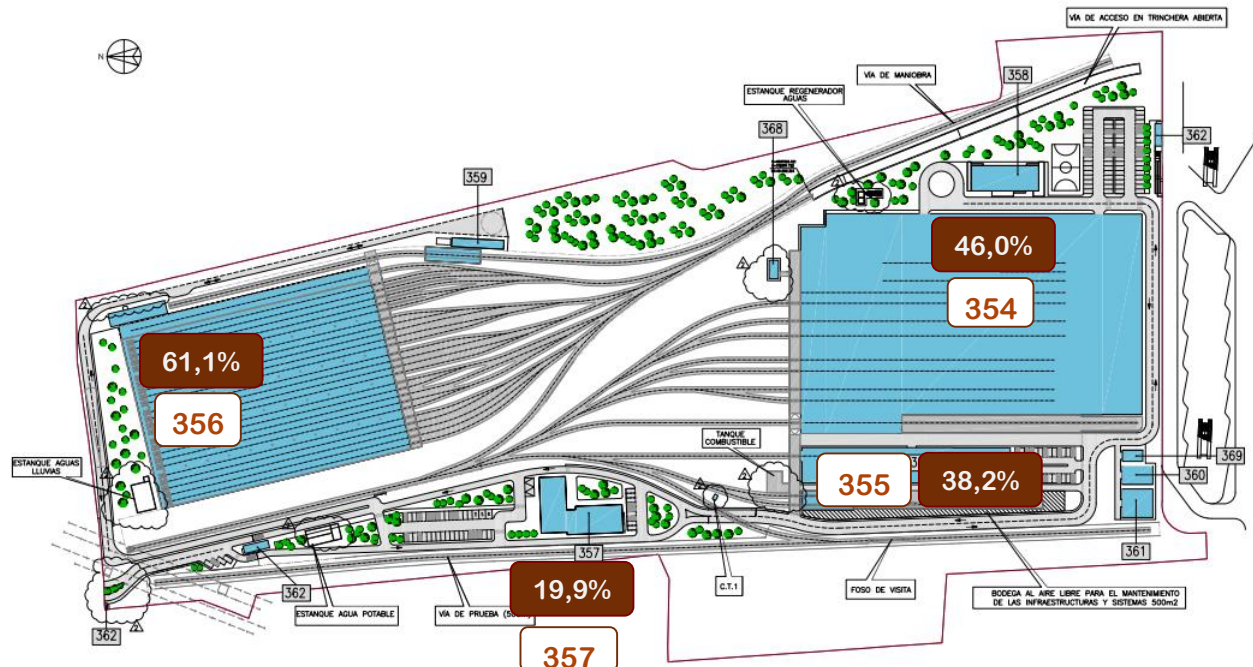 VÍA DE ACCESO EN TRINCHERA ABIERTA
N
VÍA DE MANIOBRA
358
ESTANQUE REGENERADOR
AGUAS
368
362
359
46,0%
354
61,1%
356
TANQUE
COMBUSTIBLE
ESTANQUE AGUAS
LLUVIAS
355
38,2%
369
360
361
357
362
C.T.1
19,9%
ESTANQUE AGUA POTABLE
VÍA DE PRUEBA
FOSO DE VISITA
BODEGA AL AIRE LIBRE PARA EL MANTENIMIENTO
DE LAS INFRAESTRUCTURAS Y SISTEMAS 500m2
362
357